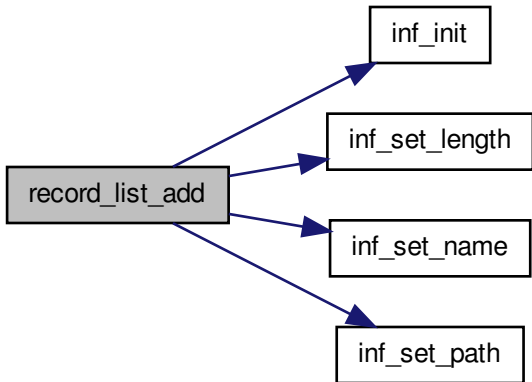 inf_init
inf_set_length
record_list_add
inf_set_name
inf_set_path